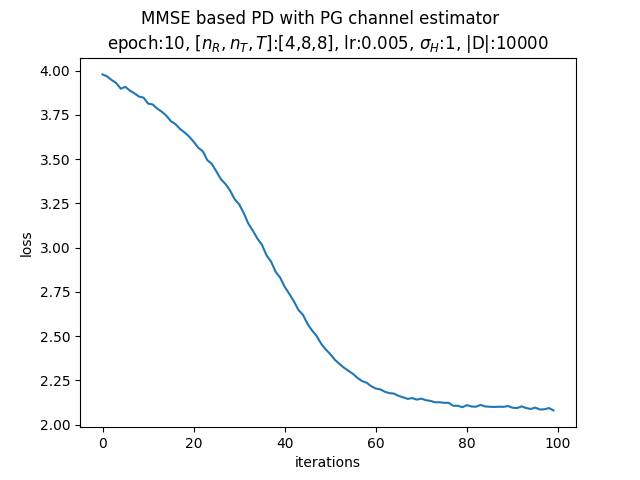 MMSE based PD with PG channel estimator
epoch:10, [n_R, n_T, T]:[4,8,8], lr:0.005, σ_H:1, |D|:10000
4.00
3.75
3.50
3.25
3.00
2.75
2.50
2.25
2.00
loss
0 20 40 60 80 100
iterations